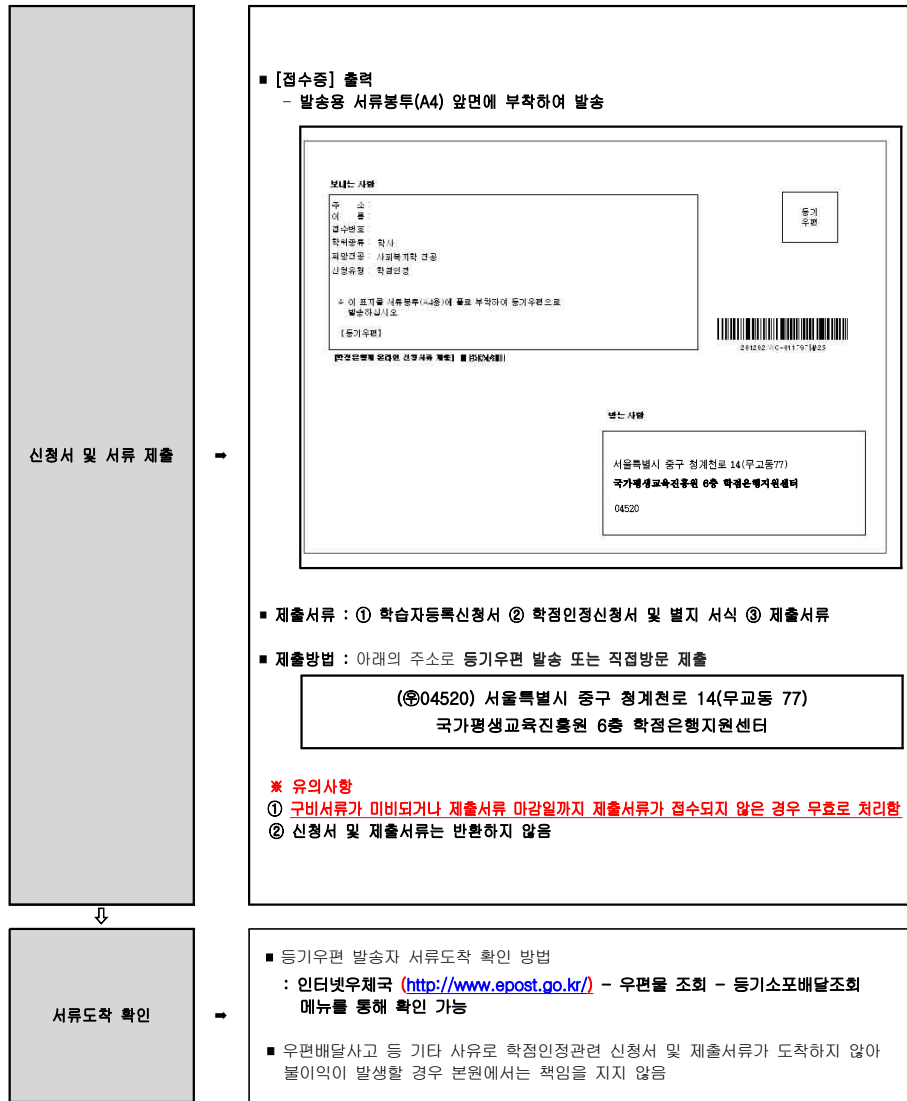 신청서 및 서류 제출
➡
■ [접수증] 출력
- 발송용 서류봉투(A4) 앞면에 부착하여 발송
보내는 사람
주 소 :
이 름 :
접수번호 :
학위종류 : 학사
희망전공 : 사회복지학 전공
신청유형 : 학점인정
※ 이 표지를 서류봉투(A4용)에 풀로 부착하여 등기우편으로
발송하십시오
[등기우편]
등기
우편
[학점은행제 온라인 신청서류 제출]
받는 사람
서울특별시 중구 청계천로 14(무교동77)
국가평생교육진흥원 6층 학점은행지원센터
04520
■ 제출서류 : ① 학습자등록신청서 ② 학점인정신청서 및 별지 서식 ③ 제출서류
■ 제출방법 : 아래의 주소로 등기우편 발송 또는 직접방문 제출
(㉾04520) 서울특별시 중구 청계천로 14(무교동 77)
국가평생교육진흥원 6층 학점은행지원센터
※ 유의사항
① 구비서류가 미비되거나 제출서류 마감일까지 제출서류가 접수되지 않은 경우 무효로 처리함
② 신청서 및 제출서류는 반환하지 않음
⇩
서류도착 확인
➡
■ 등기우편 발송자 서류도착 확인 방법
: 인터넷우체국 (http://www.epost.go.kr/) - 우편물 조회 - 등기소포배달조회
메뉴를 통해 확인 가능
■ 우편배달사고 등 기타 사유로 학점인정관련 신청서 및 제출서류가 도착하지 않아
불이익이 발생할 경우 본원에서는 책임을 지지 않음